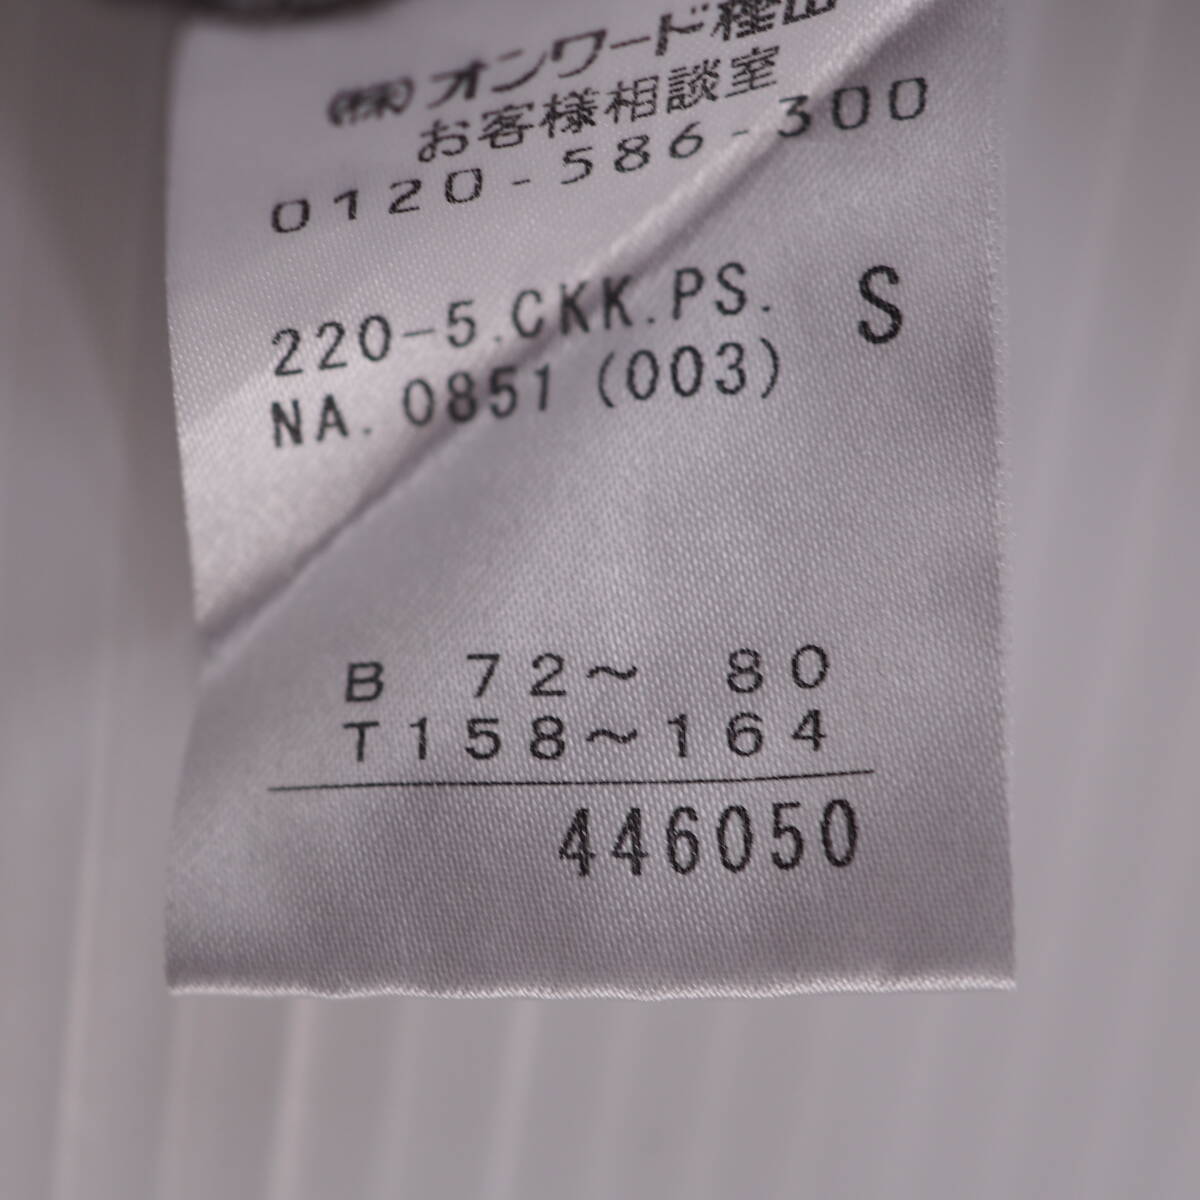 (株)オンワード樫山
お客様相談室
0120-586-300
220-5.CKK.PS. S
NA. 0851 (003)
B 72～ 80
T158～164
446050